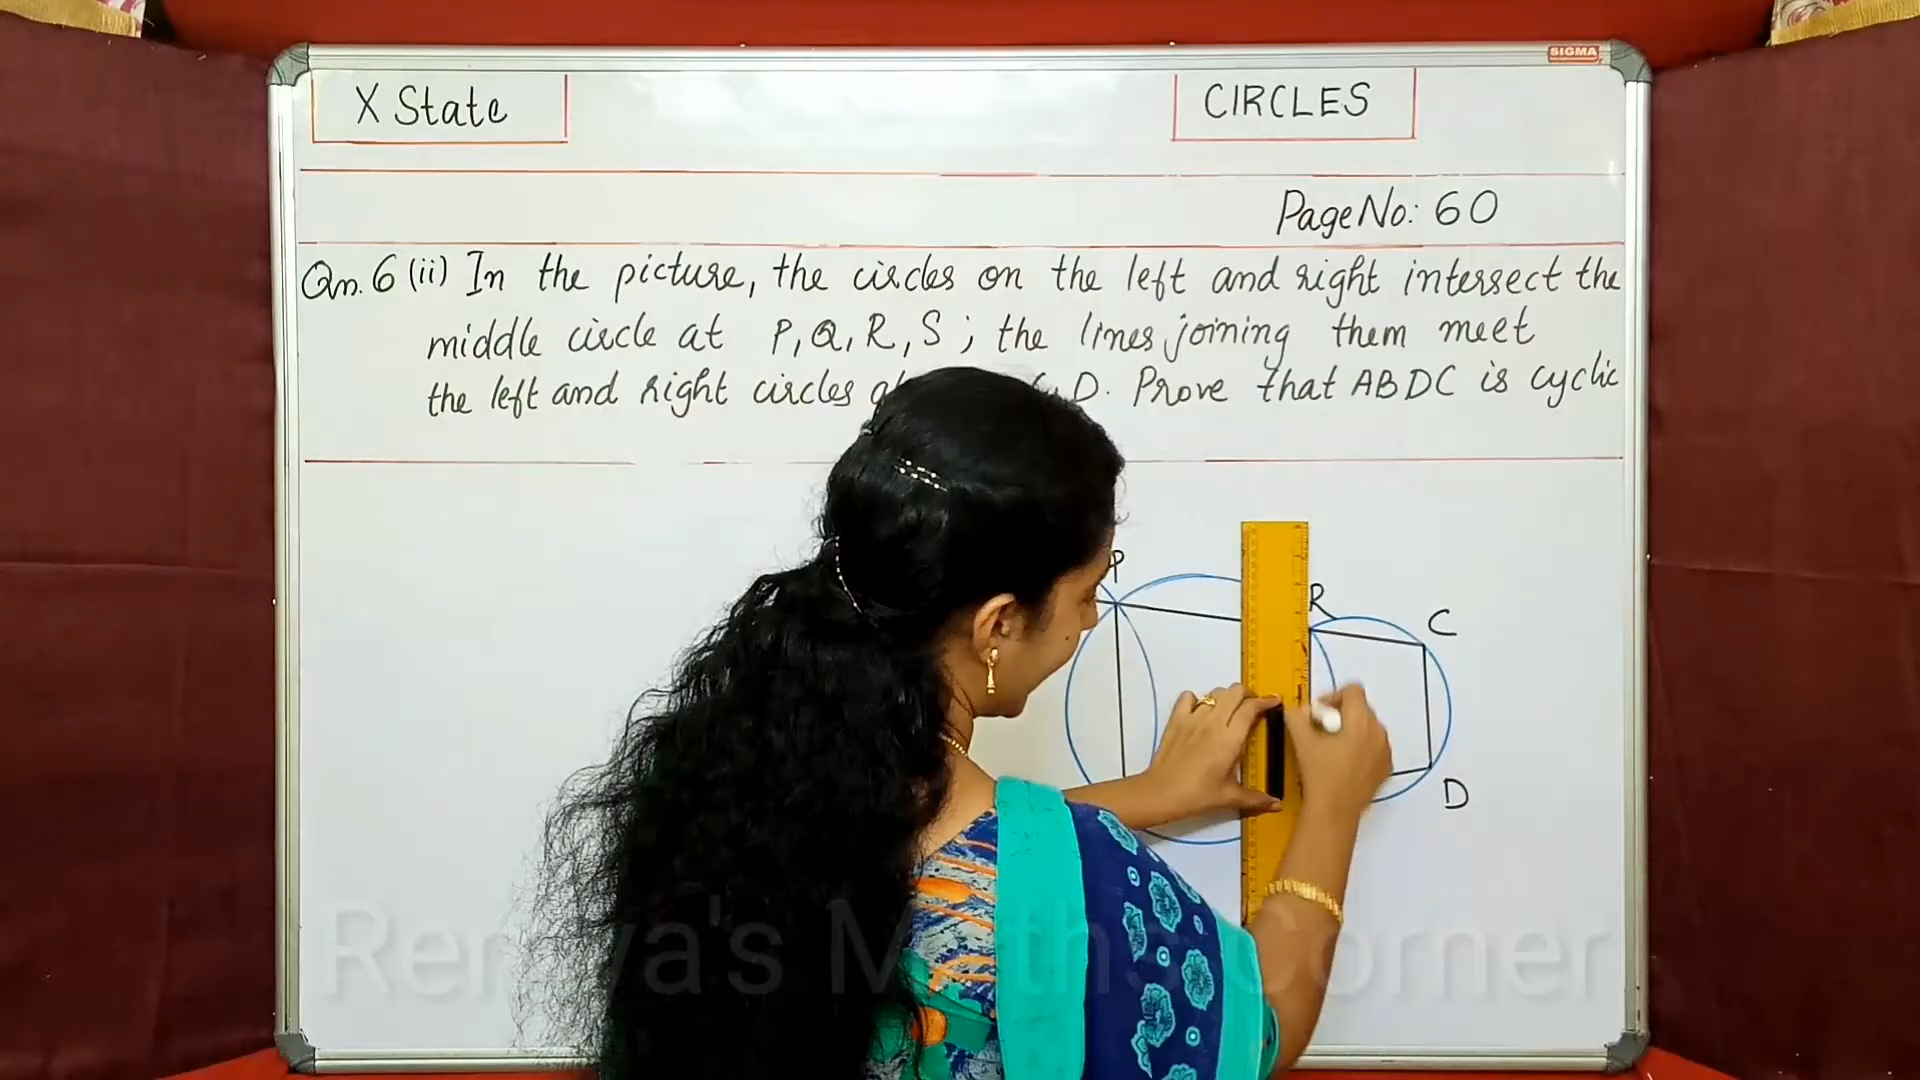 SIGMA
X State
CIRCLES
Page No: 60
Qn. 6 (ii) In the picture, the circles on the left and right intersect the
middle circle at P, Q, R, S ; the lines joining them meet
the left and right circles D. Prove that ABDC is cyclic
P
R
C
D
Corner